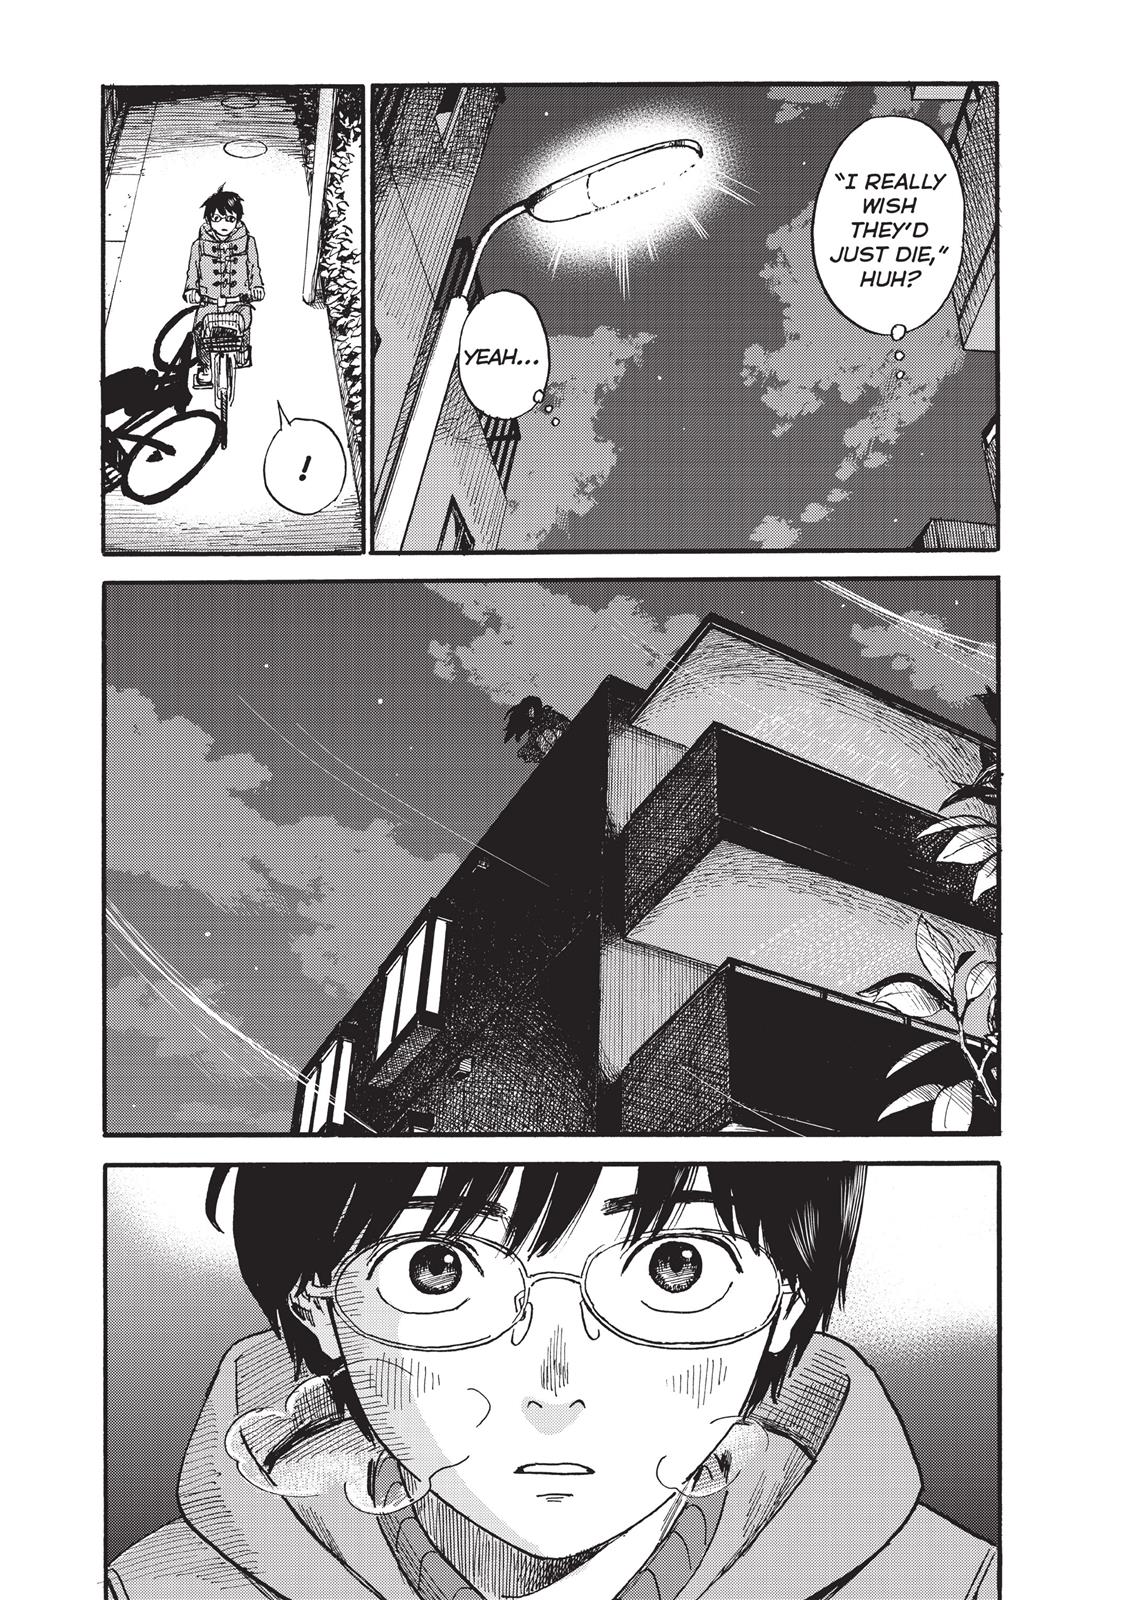 “I REALLY
WISH
THEY'D
JUST DIE,”
HUH?
YEAH...
!